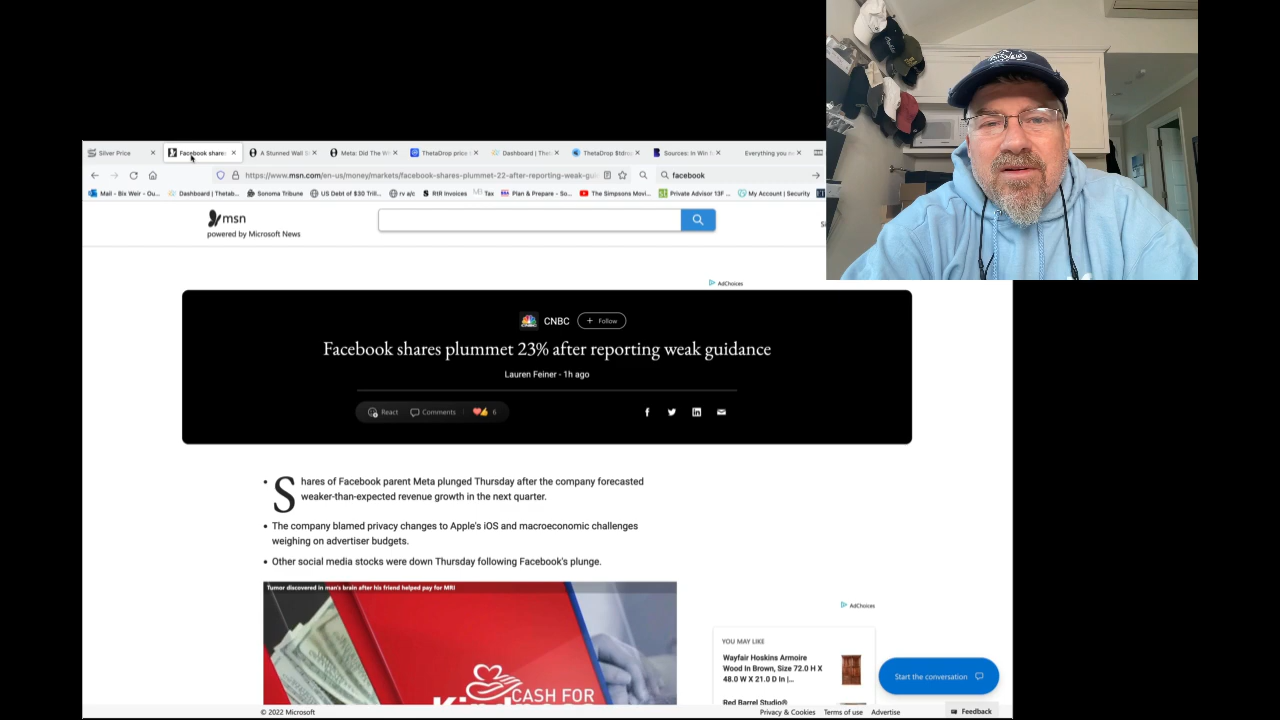 Silver Price
Facebook share
A Stunned Wall S
Meta: Did The W
ThetaDrop price
Dashboard | Thet
ThetaDrop $tdro
Sources: In Win
Everything you n
https://www.msn.com/en-us/money/markets/facebook-shares-plummet-22-after-reporting-weak-gui
facebook
Mail - Bix Weir - Ou...
Dashboard | Thetab...
Sonoma Tribune
US Debt of $30 Trill...
rv a/c
RtR Invoices
Tax
Plan & Prepare - So...
The Simpsons Movi...
Private Advisor 13F ...
My Account | Security
msn
powered by Microsoft News
AdChoices
CNBC
+ Follow
Facebook shares plummet 23% after reporting weak guidance
Lauren Feiner - 1h ago
React
Comments
6
Shares of Facebook parent Meta plunged Thursday after the company forecasted
weaker-than-expected revenue growth in the next quarter.
• The company blamed privacy changes to Apple's iOS and macroeconomic challenges
weighing on advertiser budgets.
• Other social media stocks were down Thursday following Facebook's plunge.
Tumor discovered in man's brain after his friend helped pay for MRI
CASH FOR
AdChoices
YOU MAY LIKE
Wayfair Hoskins Armoire
Wood In Brown, Size 72.0 H X
48.0 W X 21.0 D In |...
Red Barrel Studio®
Start the conversation
© 2022 Microsoft
Privacy & Cookies
Terms of use
Advertise
Feedback